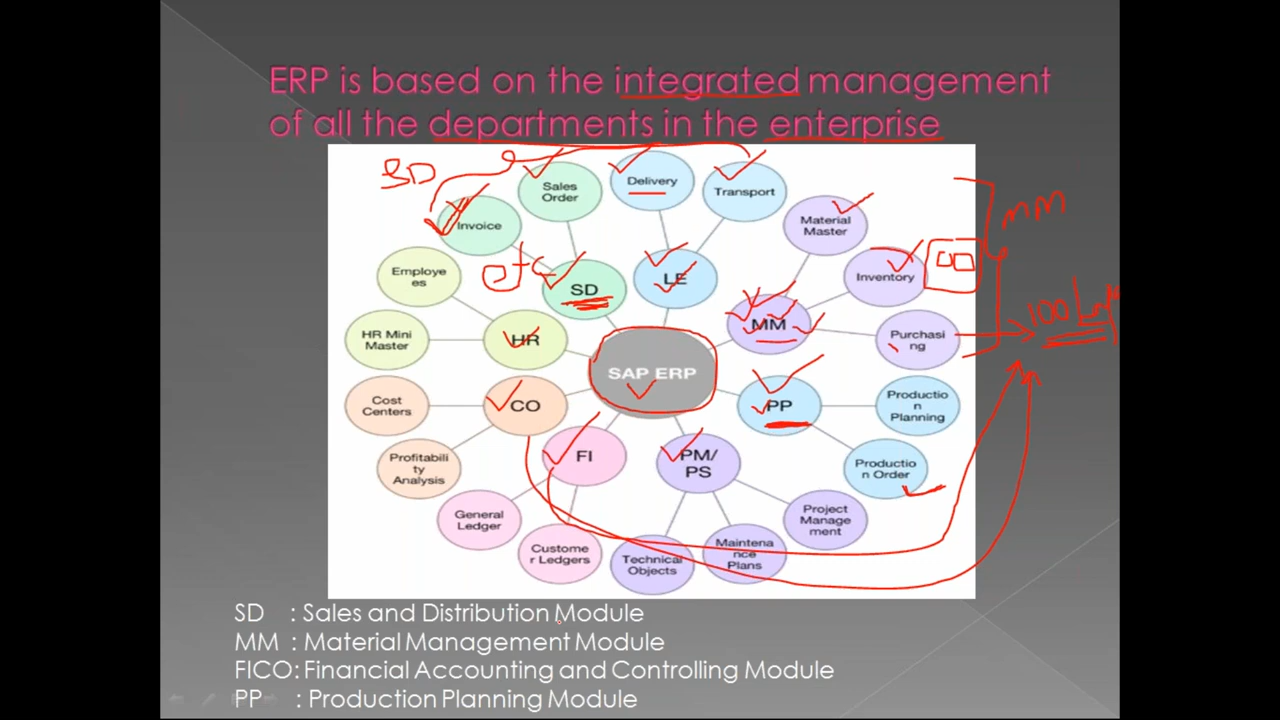 ERP is based on the integrated management
of all the departments in the enterprise
SD
Sales
Order
Delivery
Transport
Invoice
Material
Master
MM
Employe
es
SD
LE
Inventory
HR Mini
Master
HR
MM
Purchasi
ng
100
SAP ERP
Cost
Centers
CO
PP
Productio
n Planning
Profitabili
ty
Analysis
FI
PM/
PS
Productio
n Order
General
Ledger
Custome
r Ledgers
Technical
Objects
Maintena
nce
Plans
Project
Manage
ment
SD : Sales and Distribution Module
MM : Material Management Module
FICO: Financial Accounting and Controlling Module
PP : Production Planning Module